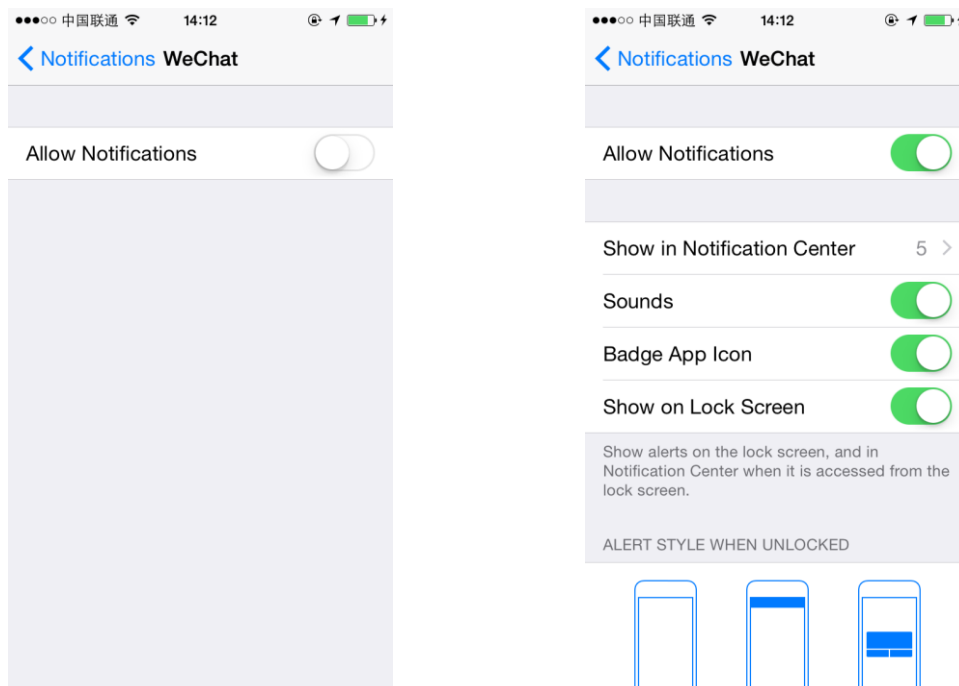 中国联通 14:12
Notifications WeChat
Allow Notifications
中国联通 14:12
Notifications WeChat
Allow Notifications
Show in Notification Center 5
Sounds
Badge App Icon
Show on Lock Screen
Show alerts on the lock screen, and in
Notification Center when it is accessed from the
lock screen.
ALERT STYLE WHEN UNLOCKED